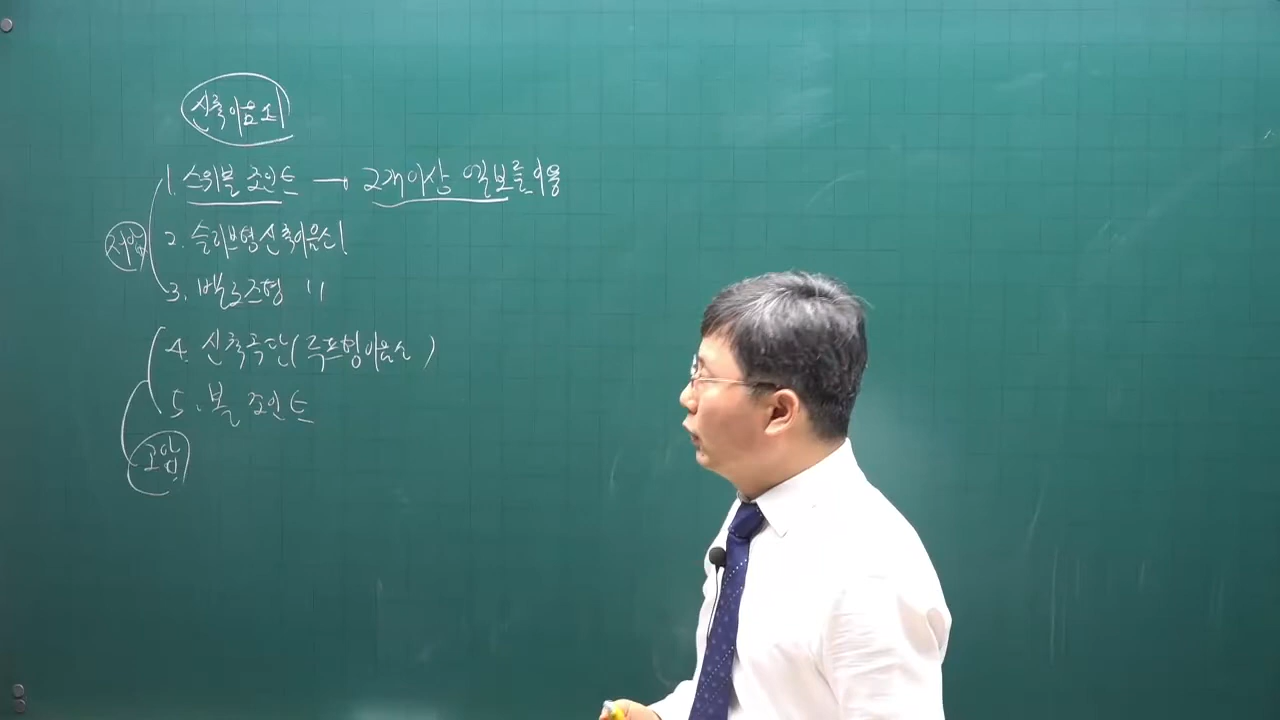 신축이음쇠
1. 스위블 조인트 → 2개이상 엘보를이용
2. 슬리브형신축이음쇠
저압
3. 벨로즈형 〃
4. 신축곡관(루프형이음쇠)
5. 볼 조인트
고압